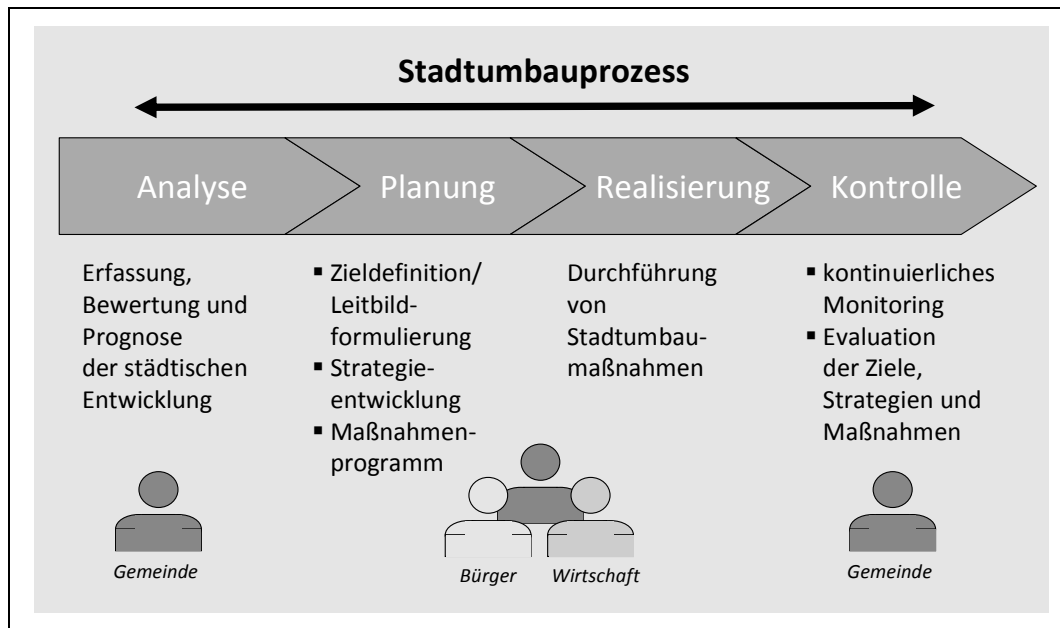 Stadtumbauprozess
Analyse
Planung
Realisierung
Kontrolle
Erfassung,
Bewertung und
Prognose
der städtischen
Entwicklung
▪ Zieldefinition/
Leitbild-
formulierung
▪ Strategie-
entwicklung
▪ Maßnahmen-
programm
Durchführung
von
Stadtumbau-
maßnahmen
▪ kontinuierliches
Monitoring
▪ Evaluation
der Ziele,
Strategien und
Maßnahmen
Gemeinde
Bürger
Wirtschaft
Gemeinde